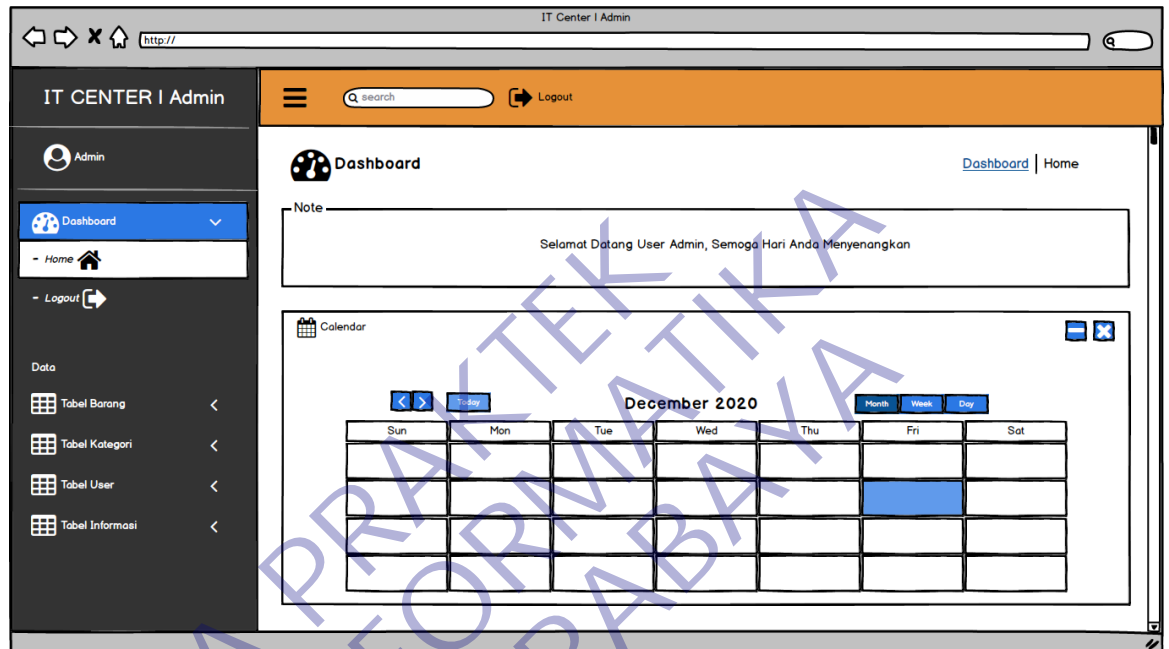 IT Center | Admin
http://
IT CENTER | Admin
search
Logout
Admin
Dashboard
Dashboard | Home
Dashboard
- Home
- Logout
Note
Selamat Datang User Admin, Semoga Hari Anda Menyenangkan
Calendar
Data
Tabel Barang
Tabel Kategori
Tabel User
Tabel Informasi
Today
December 2020
Month Week Day
Sun Mon Tue Wed Thu Fri Sat
PRAKTEK
FORMATIKA
RABAYA